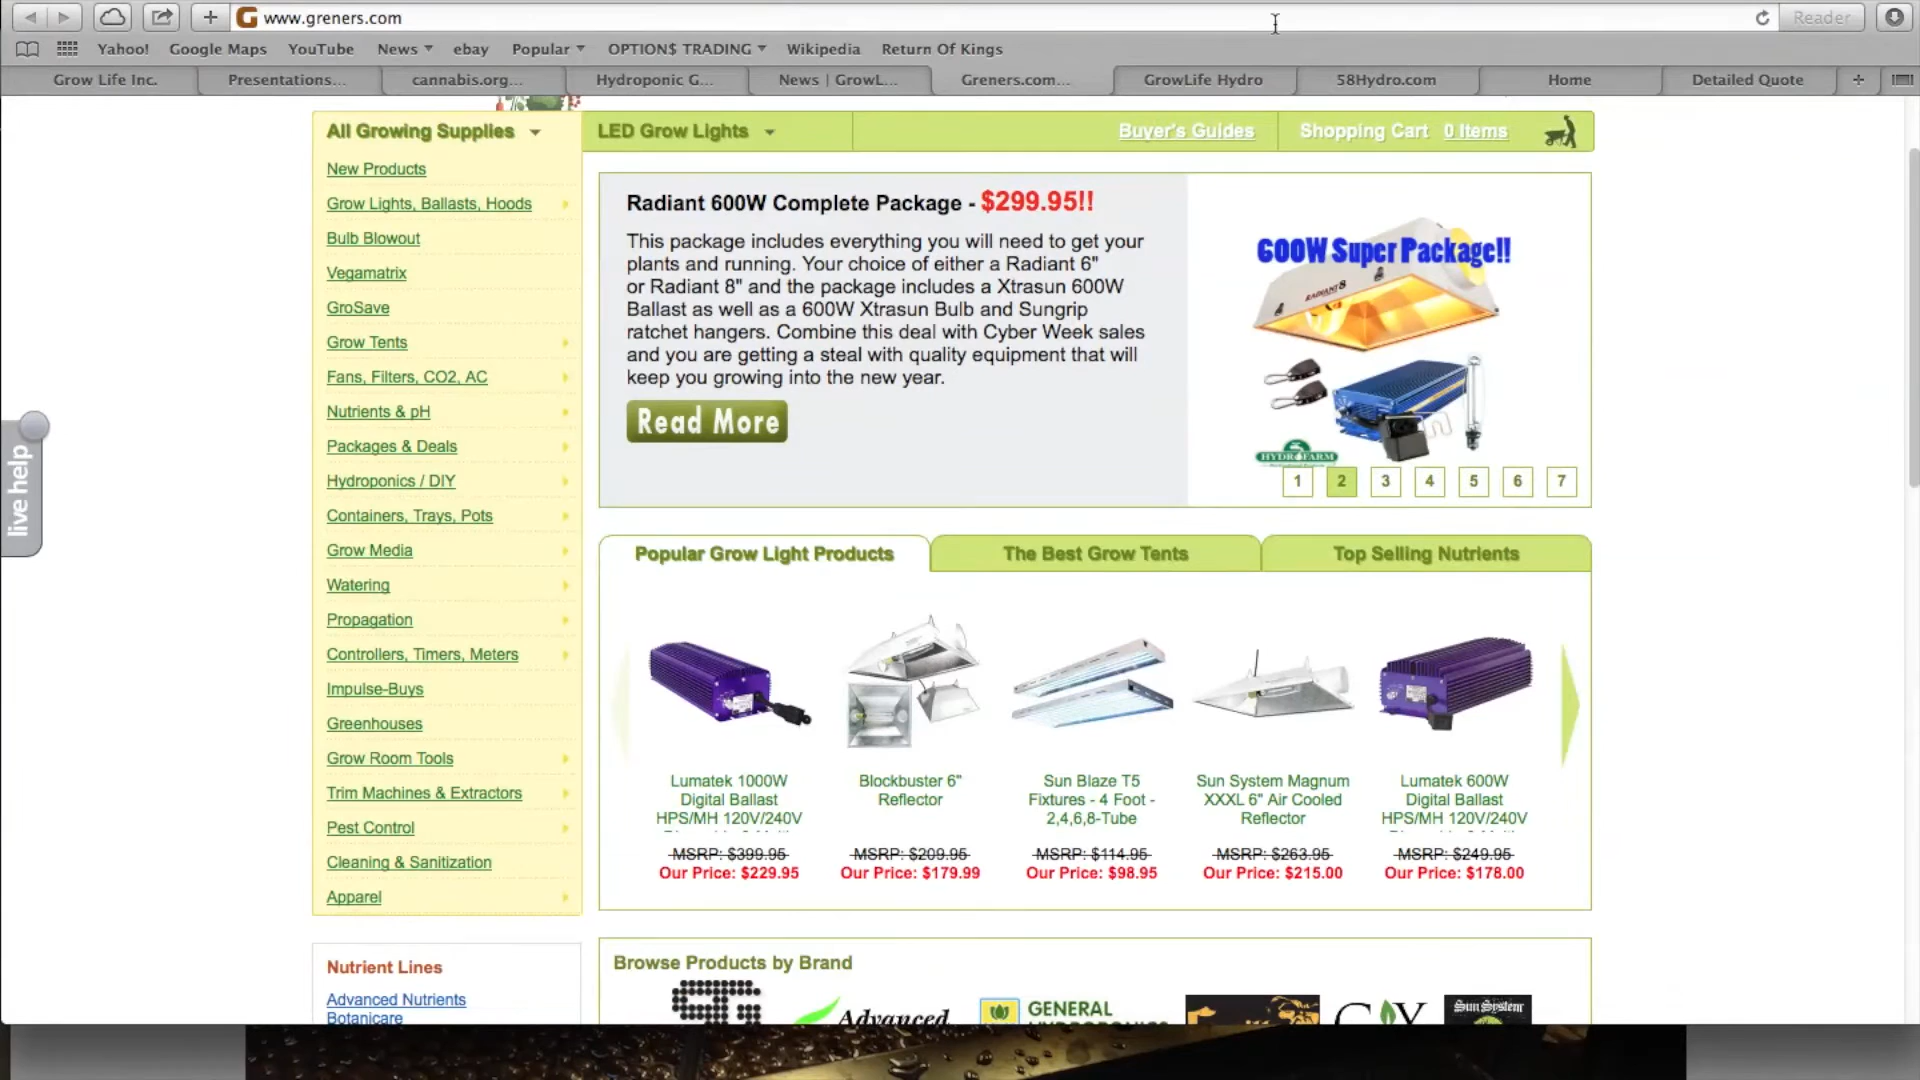 www.greners.com
Reader
Yahoo! Google Maps YouTube News ebay Popular OPTION$ TRADING Wikipedia Return Of Kings
Grow Life Inc. Presentations... cannabis.org... Hydroponic G... News | GrowL... Greners.com... GrowLife Hydro 58Hydro.com Home Detailed Quote
All Growing Supplies
LED Grow Lights
Buyer's Guides
Shopping Cart 0 Items
New Products
Grow Lights, Ballasts, Hoods
Bulb Blowout
Vegamatrix
GroSave
Grow Tents
Fans, Filters, CO2, AC
Nutrients & pH
Packages & Deals
Hydroponics / DIY
Containers, Trays, Pots
Grow Media
Watering
Propagation
Controllers, Timers, Meters
Impulse-Buys
Greenhouses
Grow Room Tools
Trim Machines & Extractors
Pest Control
Cleaning & Sanitization
Apparel
live help
Radiant 600W Complete Package - $299.95!!
This package includes everything you will need to get your
plants and running. Your choice of either a Radiant 6"
or Radiant 8" and the package includes a Xtrasun 600W
Ballast as well as a 600W Xtrasun Bulb and Sungrip
ratchet hangers. Combine this deal with Cyber Week sales
and you are getting a steal with quality equipment that will
keep you growing into the new year.
Read More
600W Super Package!!
RADIANT 8
HYDROFARM
1 2 3 4 5 6 7
Popular Grow Light Products
The Best Grow Tents
Top Selling Nutrients
Lumatek 1000W
Digital Ballast
HPS/MH 120V/240V
MSRP: $399.95
Our Price: $229.95
Blockbuster 6"
Reflector
MSRP: $209.95
Our Price: $179.99
Sun Blaze T5
Fixtures - 4 Foot -
2,4,6,8-Tube
MSRP: $114.95
Our Price: $98.95
Sun System Magnum
XXXL 6" Air Cooled
Reflector
MSRP: $263.95
Our Price: $215.00
Lumatek 600W
Digital Ballast
HPS/MH 120V/240V
MSRP: $249.95
Our Price: $178.00
Nutrient Lines
Advanced Nutrients
Botanicare
Browse Products by Brand
Advanced
GENERAL
HYDROPONICS
Sun System